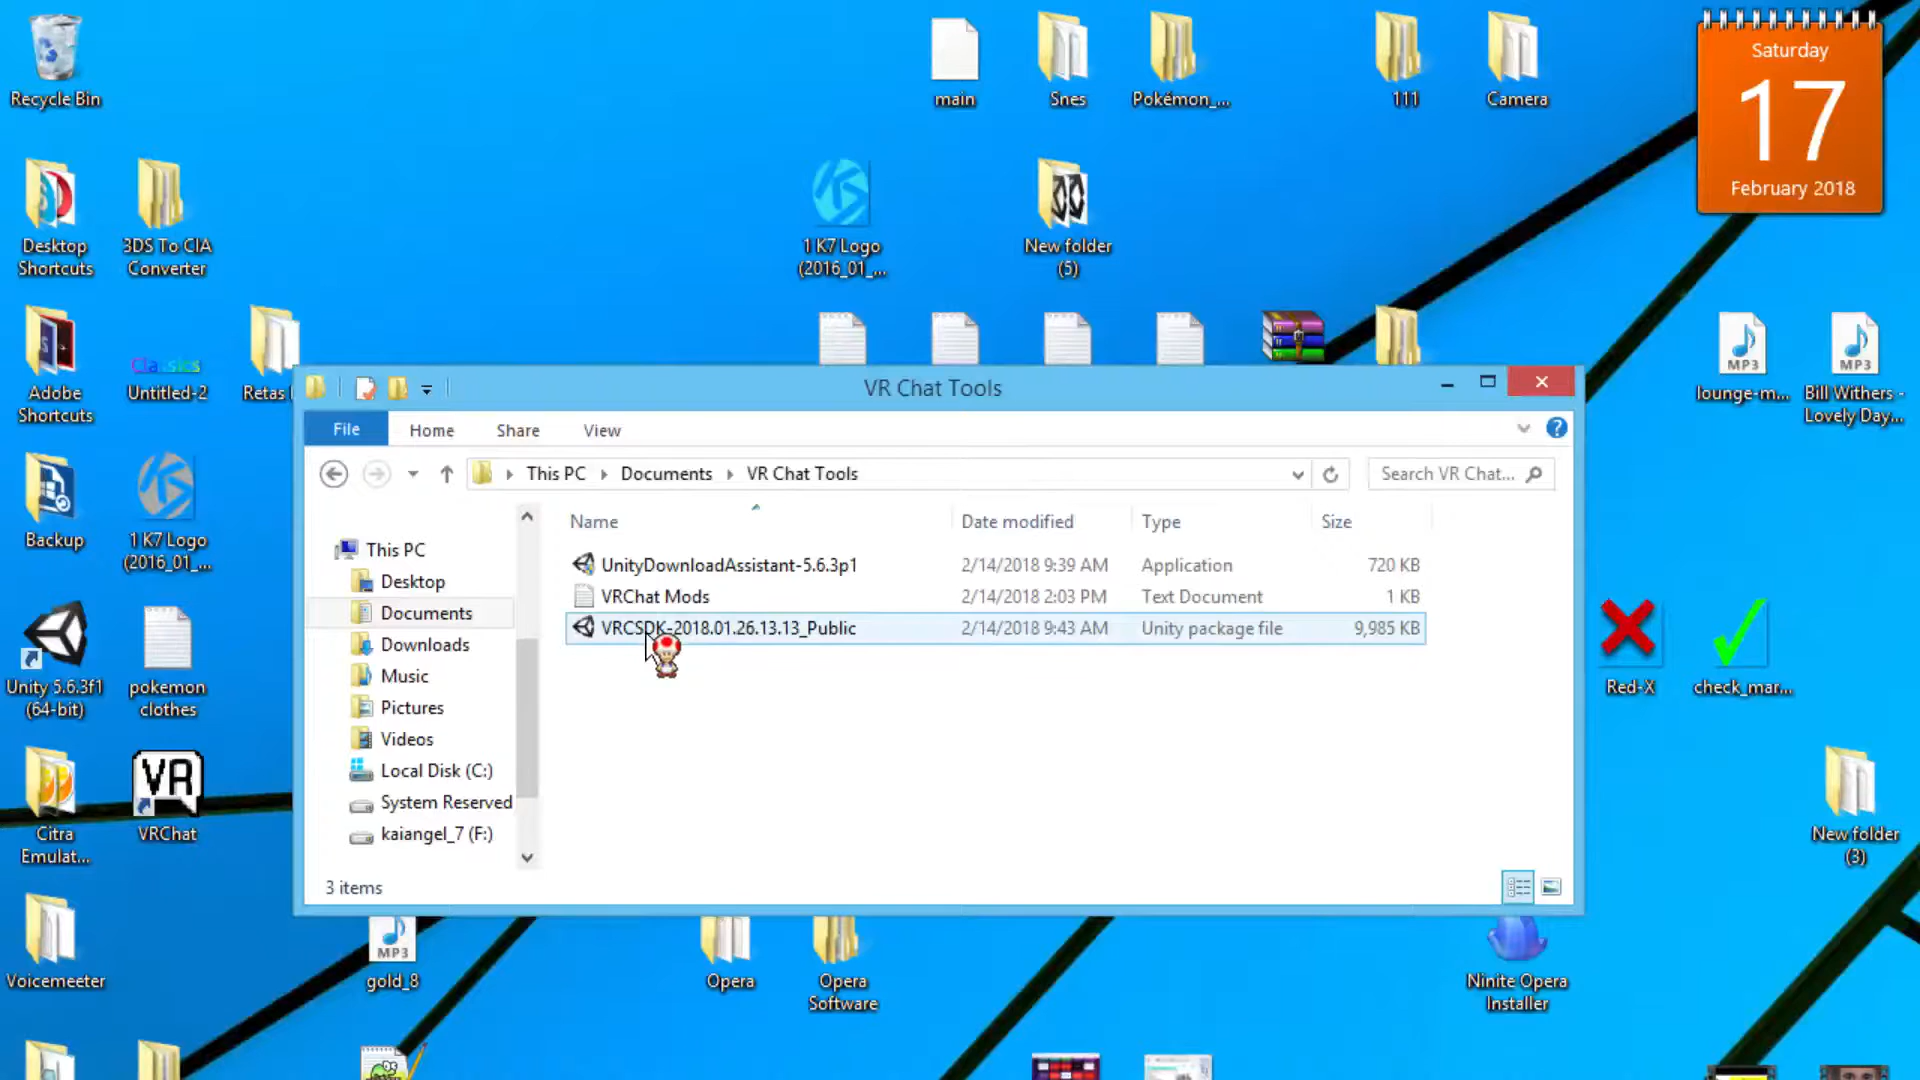 Recycle Bin
main
Snes
Pokémon_...
111
Camera
Saturday
17
February 2018
Desktop
Shortcuts
3DS To CIA
Converter
1 K7 Logo
(2016_01_...
New folder
(5)
Adobe
Shortcuts
Classics
Untitled-2
Retas
MP3
lounge-m...
MP3
Bill Withers -
Lovely Day...
VR Chat Tools
File
Home
Share
View
This PC
Documents
VR Chat Tools
Search VR Chat...
Name
Date modified
Type
Size
This PC
Desktop
Documents
Downloads
Music
Pictures
Videos
Local Disk (C:)
System Reserved
kaiangel_7 (F:)
UnityDownloadAssistant-5.6.3p1
2/14/2018 9:39 AM
Application
720 KB
VRChat Mods
2/14/2018 2:03 PM
Text Document
1 KB
VRCSDK-2018.01.26.13.13_Public
2/14/2018 9:43 AM
Unity package file
9,985 KB
3 items
Backup
1 K7 Logo
(2016_01_...
Unity 5.6.3f1
(64-bit)
pokemon
clothes
Red-X
check_mar...
Citra
Emulat...
VR
VRChat
New folder
(3)
Voicemeeter
MP3
gold_8
Opera
Opera
Software
Ninite Opera
Installer